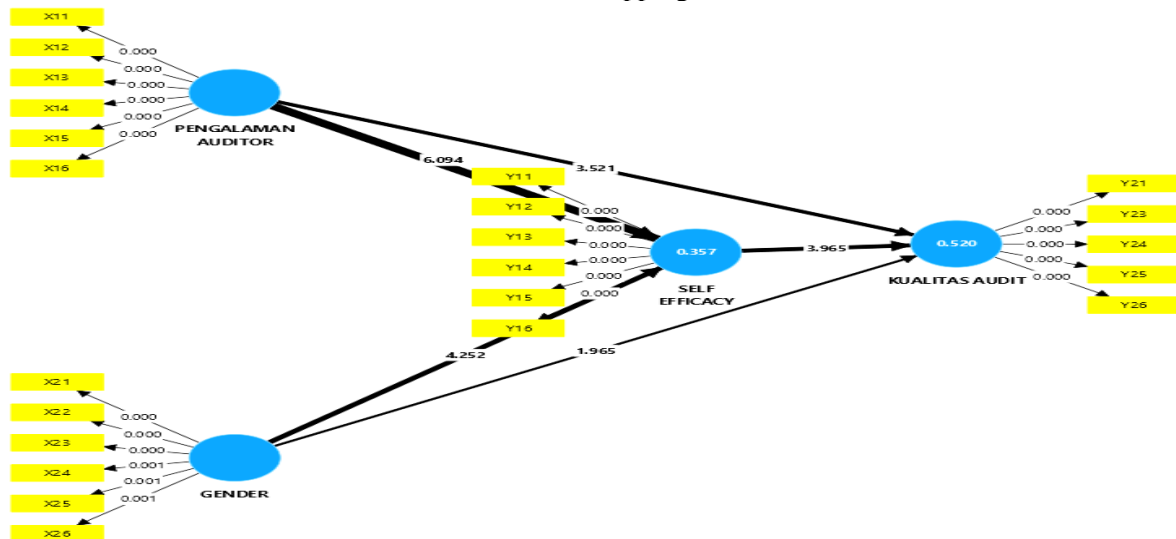 X11
X12
X13
X14
X15
X16
0.000
0.000
0.000
0.000
0.000
0.000
PENGALAMAN
AUDITOR
6.094
3.521
Y11
Y12
Y13
Y14
Y15
Y16
0.000
0.000
0.000
0.000
0.000
0.000
0.357
SELF
EFFICACY
3.965
0.520
KUALITAS AUDIT
0.000
0.000
0.000
0.000
0.000
Y21
Y23
Y24
Y25
Y26
4.252
1.965
X21
X22
X23
X24
X25
X26
0.000
0.000
0.000
0.001
0.001
0.001
GENDER